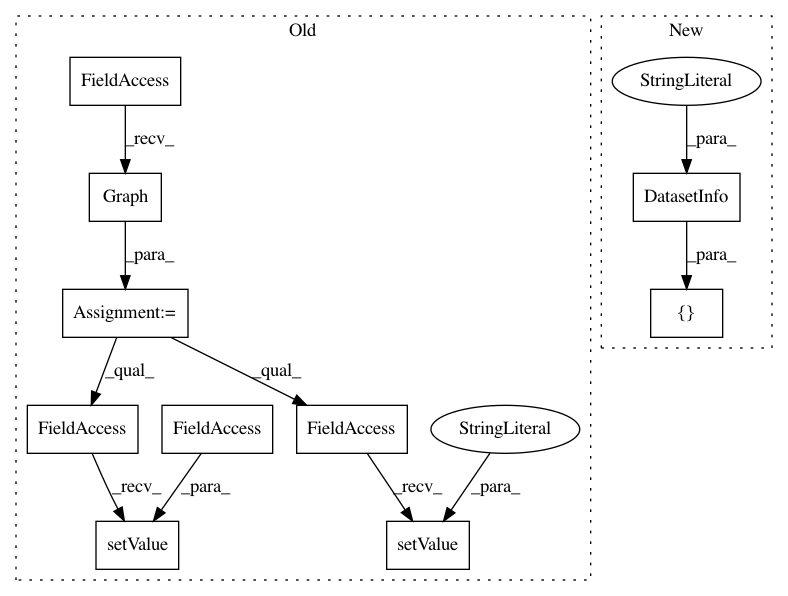 Old
New
FieldAccess
StringLiteral
_recv_
_para_
Graph
DatasetInfo
_para_
_para_
Assignment:=
{}
_qual_
_qual_
FieldAccess
FieldAccess
FieldAccess
StringLiteral
_recv_
_para_
_recv_
_para_
setValue
setValue